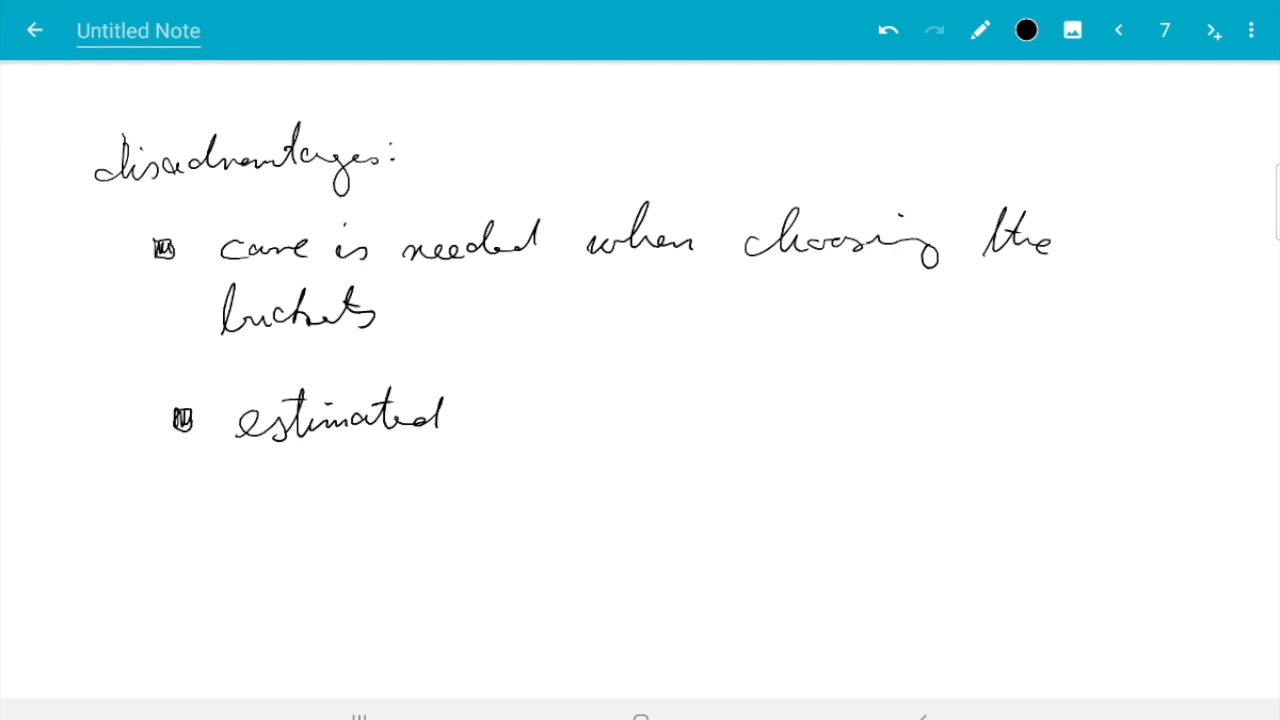 Untitled Note
7
disadvantages:
care is needed when choosing the
buckets
estimated